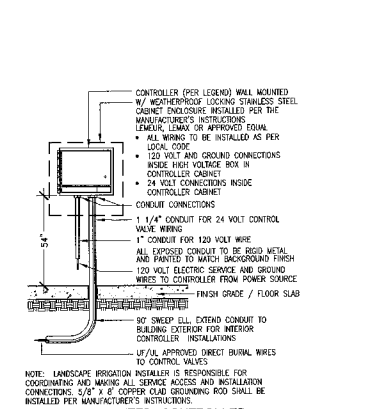 CONTROLLER (PER LEGEND) WALL MOUNTED
W/ WEATHERPROOF LOCKING STAINLESS STEEL
CABINET ENCLOSURE INSTALLED PER THE
MANUFACTURER'S INSTRUCTIONS
LEMEUR, LEMAX OR APPROVED EQUAL
• ALL WIRING TO BE INSTALLED AS PER
LOCAL CODE
• 120 VOLT AND GROUND CONNECTIONS
INSIDE HIGH VOLTAGE BOX IN
CONTROLLER CABINET
• 24 VOLT CONNECTIONS INSIDE
CONTROLLER CABINET
CONDUIT CONNECTIONS
1 1/4" CONDUIT FOR 24 VOLT CONTROL
VALVE WIRING
1" CONDUIT FOR 120 VOLT WIRE
ALL EXPOSED CONDUIT TO BE RIGID METAL
AND PAINTED TO MATCH BACKGROUND FINISH
54"
120 VOLT ELECTRIC SERVICE AND GROUND
WIRES TO CONTROLLER FROM POWER SOURCE
FINISH GRADE / FLOOR SLAB
90° SWEEP ELL, EXTEND CONDUIT TO
BUILDING EXTERIOR FOR INTERIOR
CONTROLLER INSTALLATIONS
UF/UL APPROVED DIRECT BURIAL WIRES
TO CONTROL VALVES
NOTE: LANDSCAPE IRRIGATION INSTALLER IS RESPONSIBLE FOR
COORDINATING AND MAKING ALL SERVICE ACCESS AND INSTALLATION
CONNECTIONS. 5/8" X 8' COPPER CLAD GROUNDING ROD SHALL BE
INSTALLED PER MANUFACTURER'S INSTRUCTIONS.